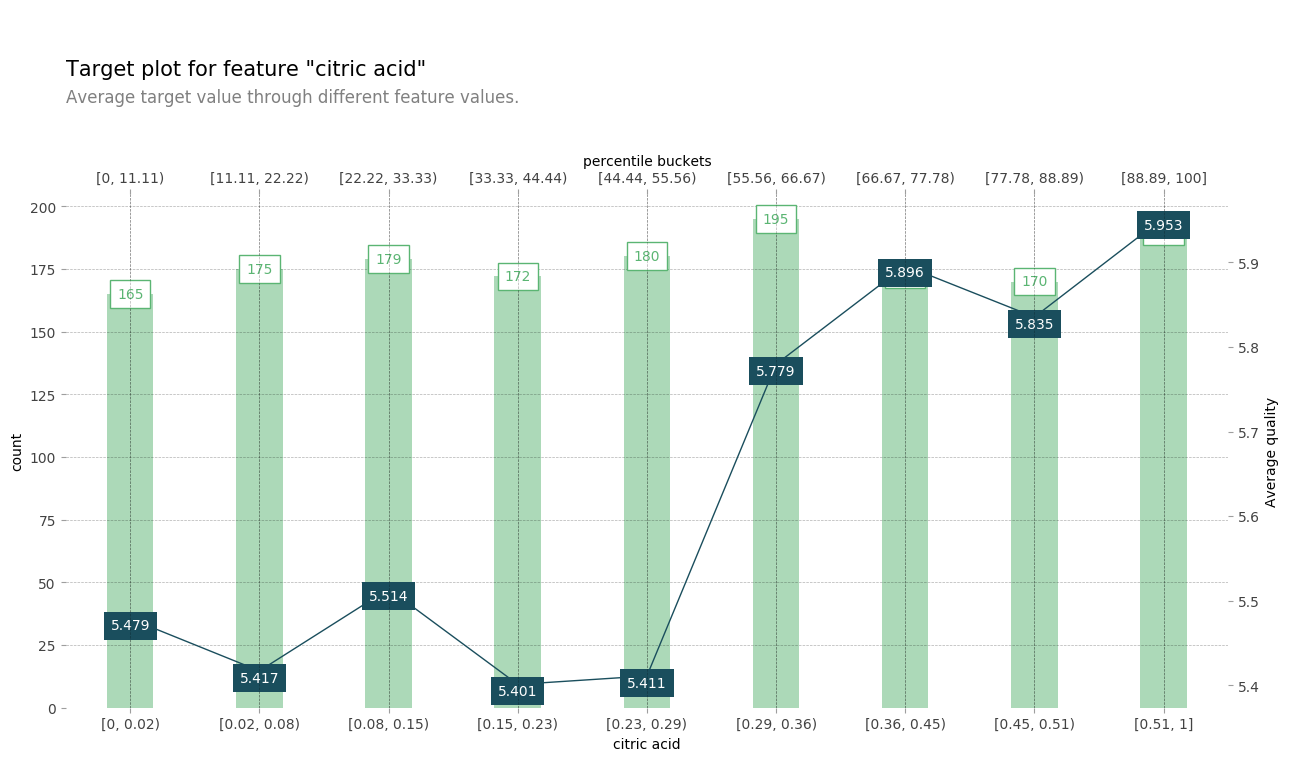 Target plot for feature "citric acid"
Average target value through different feature values.
percentile buckets
[0, 11.11) [11.11, 22.22) [22.22, 33.33) [33.33, 44.44) [44.44, 55.56) [55.56, 66.67) [66.67, 77.78) [77.78, 88.89) [88.89, 100]
200
175
150
125
100
75
50
25
0
count
165 175 179 172 180 195 170
5.479 5.417 5.514 5.401 5.411 5.779 5.896 5.835 5.953
5.9
5.8
5.7
5.6
5.5
5.4
Average quality
[0, 0.02) [0.02, 0.08) [0.08, 0.15) [0.15, 0.23) [0.23, 0.29) [0.29, 0.36) [0.36, 0.45) [0.45, 0.51) [0.51, 1]
citric acid